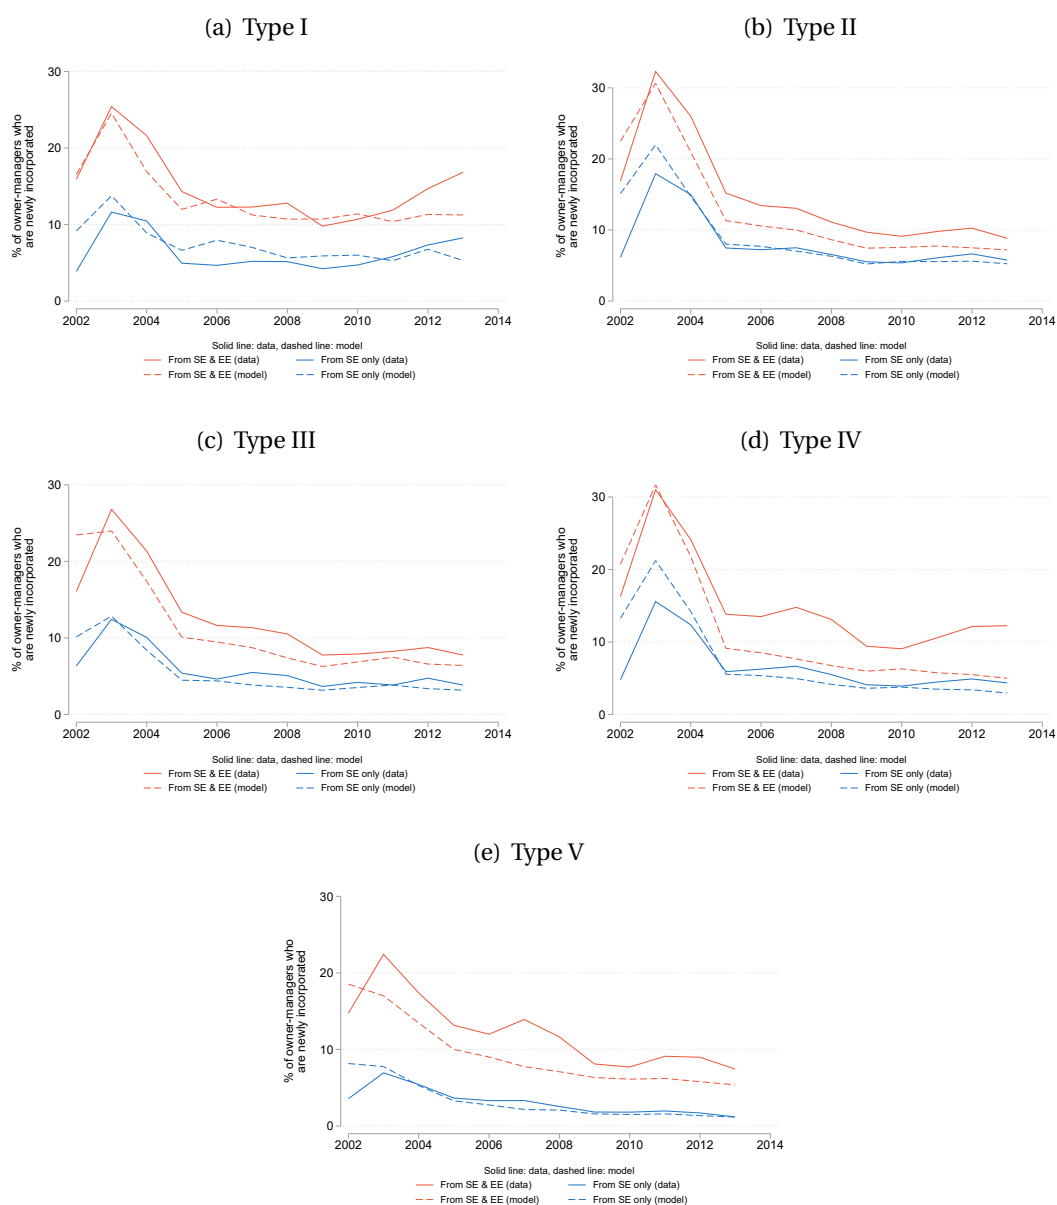 (a) Type I
% of owner-managers who
are newly incorporated
30
20
10
0
2002 2004 2006 2008 2010 2012 2014
Solid line: data, dashed line: model
From SE & EE (data) From SE only (data)
From SE & EE (model) From SE only (model)
(b) Type II
% of owner-managers who
are newly incorporated
30
20
10
0
2002 2004 2006 2008 2010 2012 2014
Solid line: data, dashed line: model
From SE & EE (data) From SE only (data)
From SE & EE (model) From SE only (model)
(c) Type III
% of owner-managers who
are newly incorporated
30
20
10
0
2002 2004 2006 2008 2010 2012 2014
Solid line: data, dashed line: model
From SE & EE (data) From SE only (data)
From SE & EE (model) From SE only (model)
(d) Type IV
% of owner-managers who
are newly incorporated
30
20
10
0
2002 2004 2006 2008 2010 2012 2014
Solid line: data, dashed line: model
From SE & EE (data) From SE only (data)
From SE & EE (model) From SE only (model)
(e) Type V
% of owner-managers who
are newly incorporated
30
20
10
0
2002 2004 2006 2008 2010 2012 2014
Solid line: data, dashed line: model
From SE & EE (data) From SE only (data)
From SE & EE (model) From SE only (model)